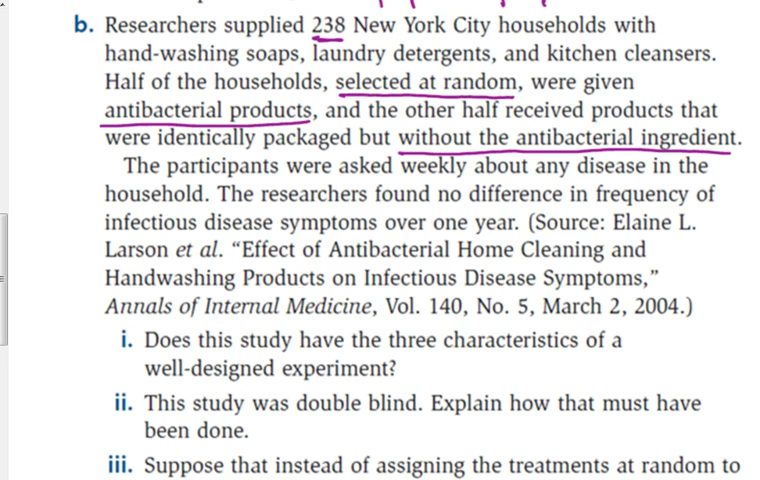 b. Researchers supplied 238 New York City households with
hand-washing soaps, laundry detergents, and kitchen cleansers.
Half of the households, selected at random, were given
antibacterial products, and the other half received products that
were identically packaged but without the antibacterial ingredient.
The participants were asked weekly about any disease in the
household. The researchers found no difference in frequency of
infectious disease symptoms over one year. (Source: Elaine L.
Larson et al. “Effect of Antibacterial Home Cleaning and
Handwashing Products on Infectious Disease Symptoms,”
Annals of Internal Medicine, Vol. 140, No. 5, March 2, 2004.)
i. Does this study have the three characteristics of a
well-designed experiment?
ii. This study was double blind. Explain how that must have
been done.
iii. Suppose that instead of assigning the treatments at random to